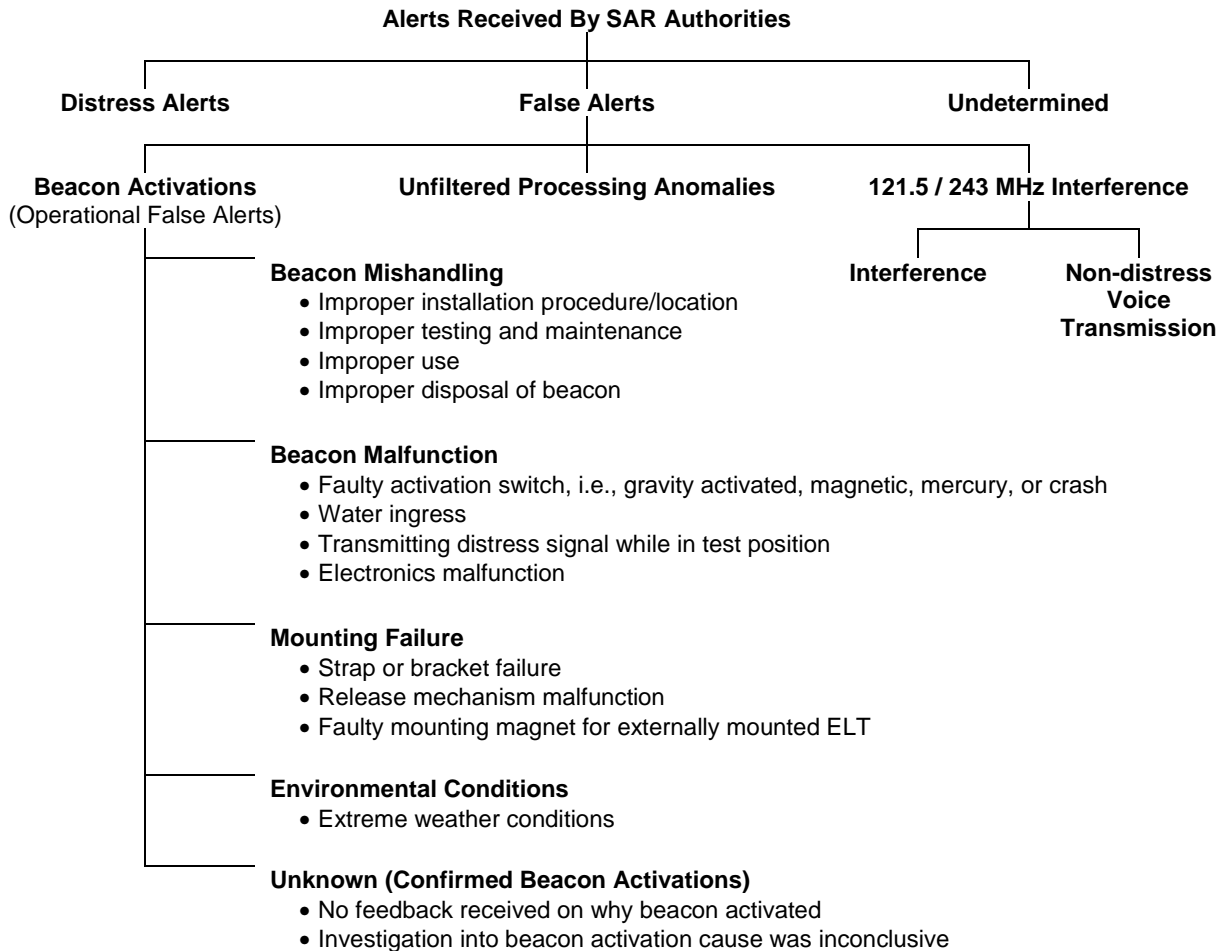 Alerts Received By SAR Authorities
Distress Alerts
False Alerts
Undetermined
Beacon Activations
(Operational False Alerts)
Unfiltered Processing Anomalies
121.5 / 243 MHz Interference
Interference
Non-distress
Voice
Transmission
Beacon Mishandling
• Improper installation procedure/location
• Improper testing and maintenance
• Improper use
• Improper disposal of beacon
Beacon Malfunction
• Faulty activation switch, i.e., gravity activated, magnetic, mercury, or crash
• Water ingress
• Transmitting distress signal while in test position
• Electronics malfunction
Mounting Failure
• Strap or bracket failure
• Release mechanism malfunction
• Faulty mounting magnet for externally mounted ELT
Environmental Conditions
• Extreme weather conditions
Unknown (Confirmed Beacon Activations)
• No feedback received on why beacon activated
• Investigation into beacon activation cause was inconclusive